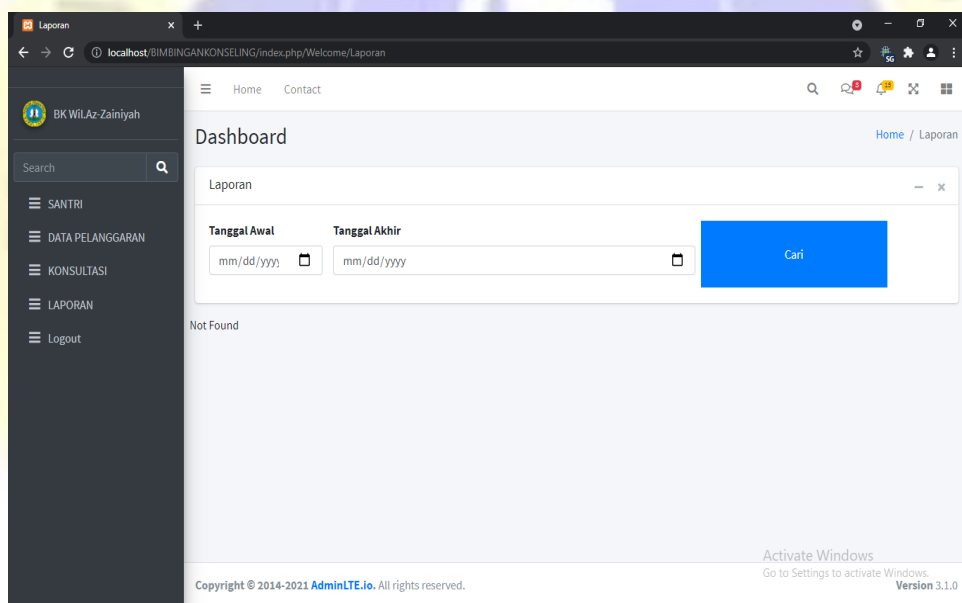 Laporan
localhost/BIMBINGANKONSELING/index.php/Welcome/Laporan
SG
BK Wil.Az-Zainiyah
Search
SANTRI
DATA PELANGGARAN
KONSULTASI
LAPORAN
Logout
Home Contact
3 15
Dashboard
Home / Laporan
Laporan
Tanggal Awal Tanggal Akhir
mm/dd/yyyy mm/dd/yyyy Cari
Not Found
Activate Windows
Go to Settings to activate Windows.
Copyright © 2014-2021 AdminLTE.io. All rights reserved.
Version 3.1.0